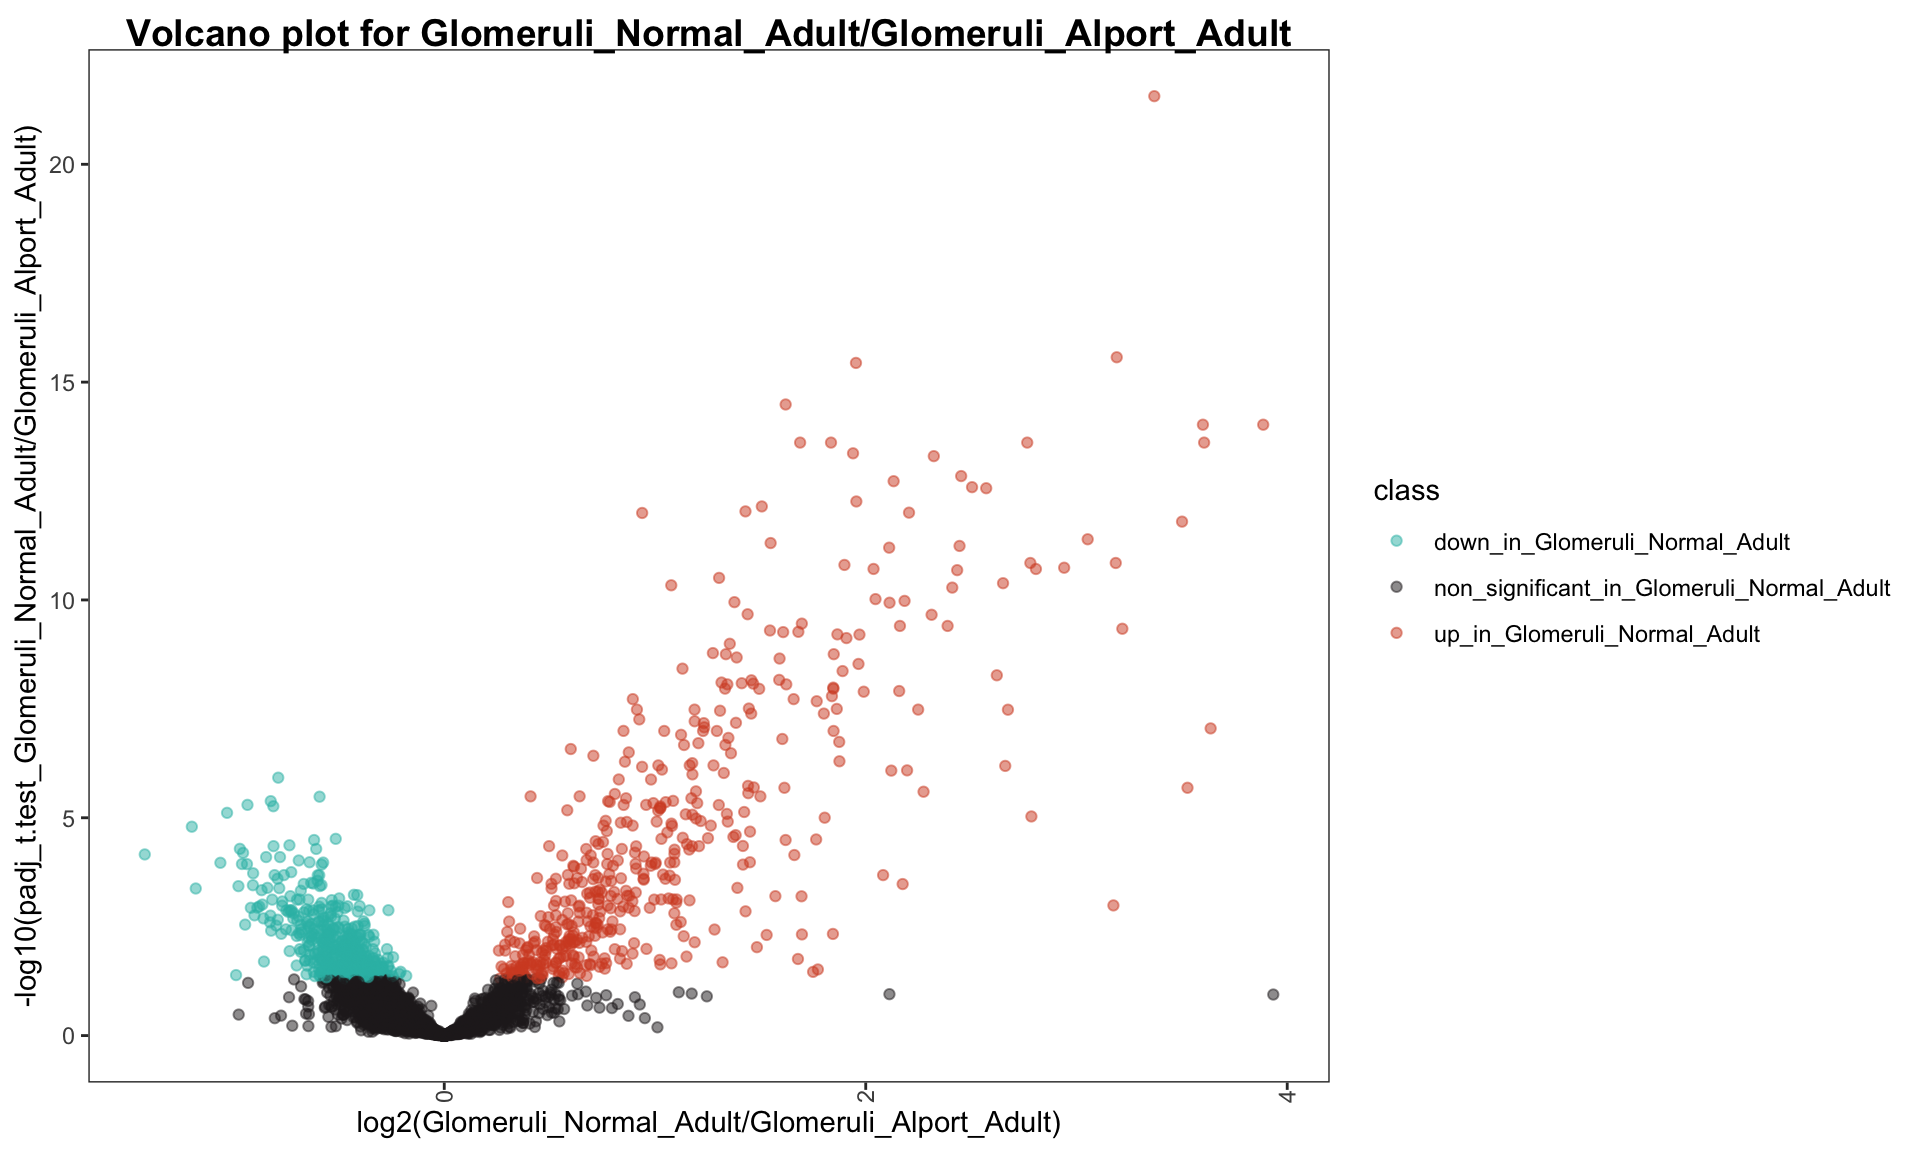 Volcano plot for Glomeruli_Normal_Adult/Glomeruli_Alport_Adult
-log10(padj_t.test_Glomeruli_Normal_Adult/Glomeruli_Alport_Adult)
20
15
10
5
0
0
2
4
log2(Glomeruli_Normal_Adult/Glomeruli_Alport_Adult)
class
down_in_Glomeruli_Normal_Adult
non_significant_in_Glomeruli_Normal_Adult
up_in_Glomeruli_Normal_Adult